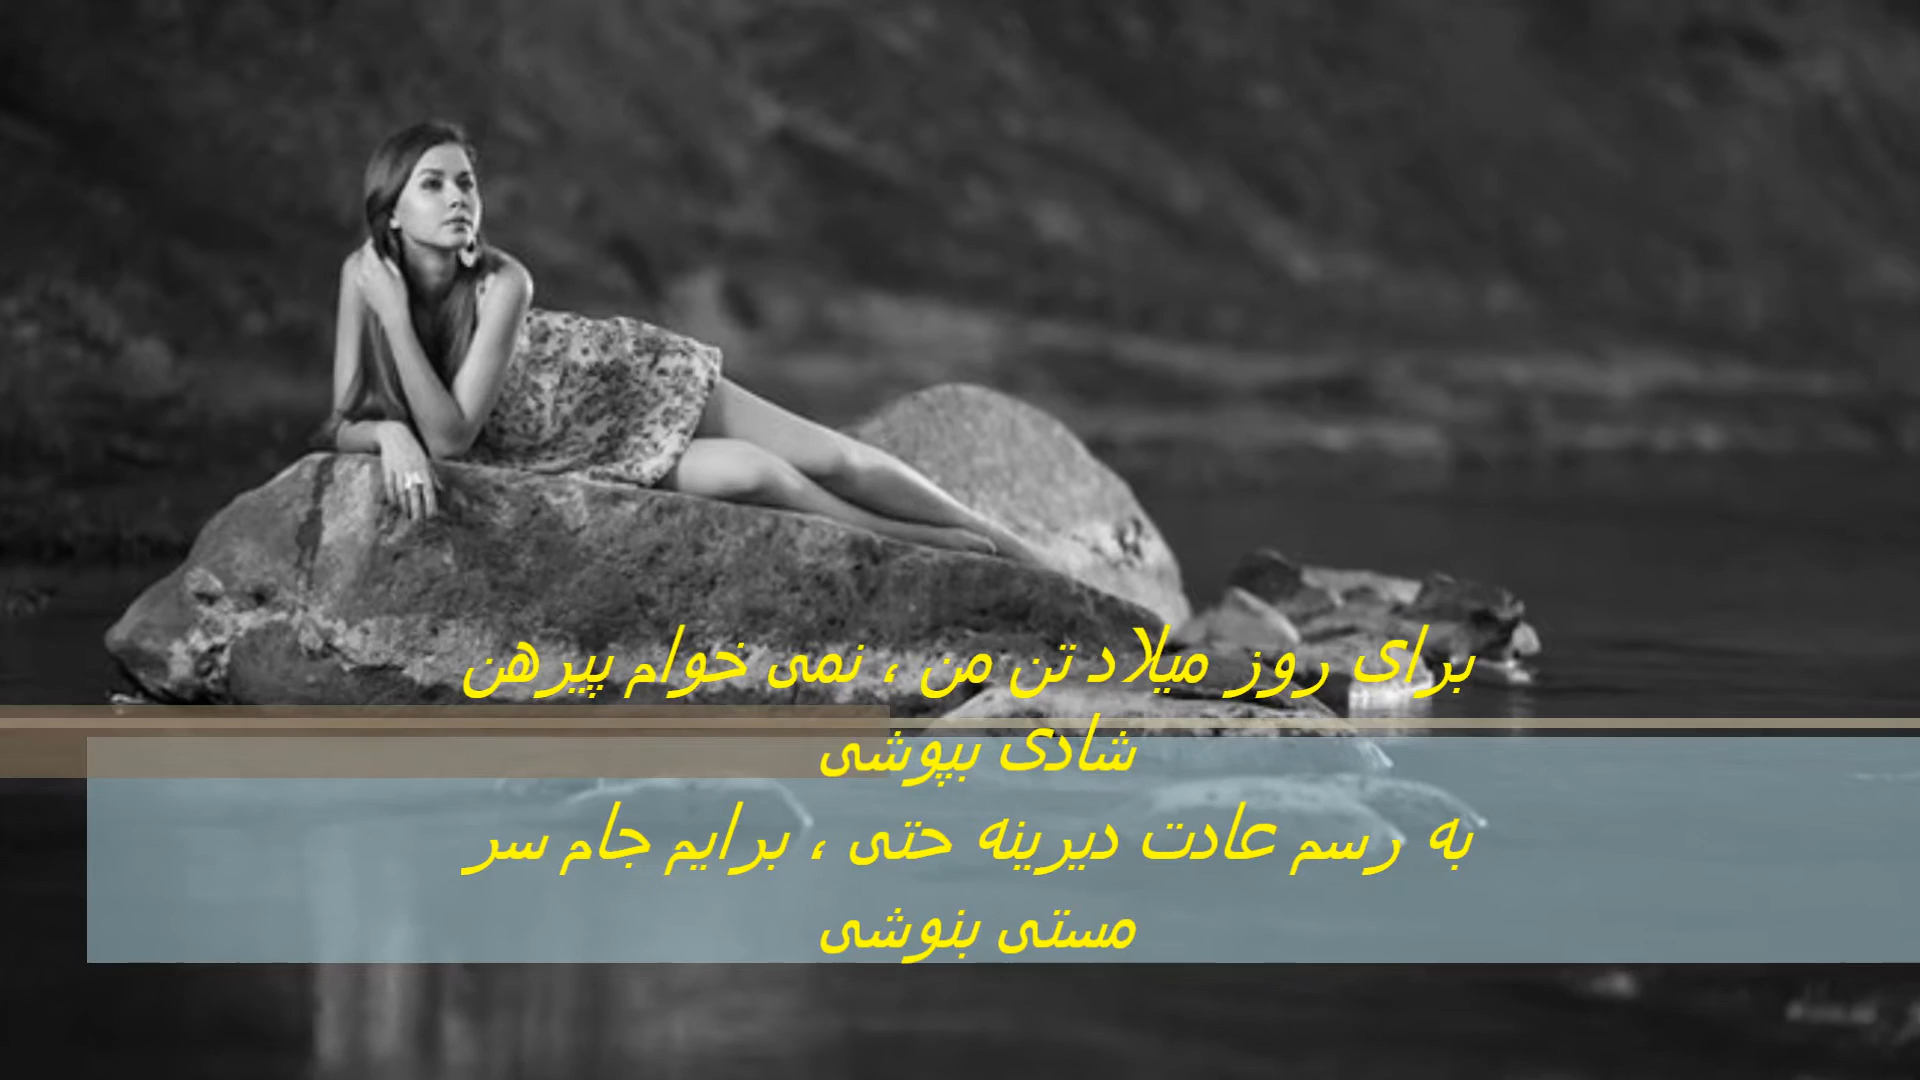 برای روز میلاد تن من ، نمی خوام پیرهن
شادی بپوشی
به رسم عادت دیرینه حتی ، برایم جام سر
مستی بنوشی